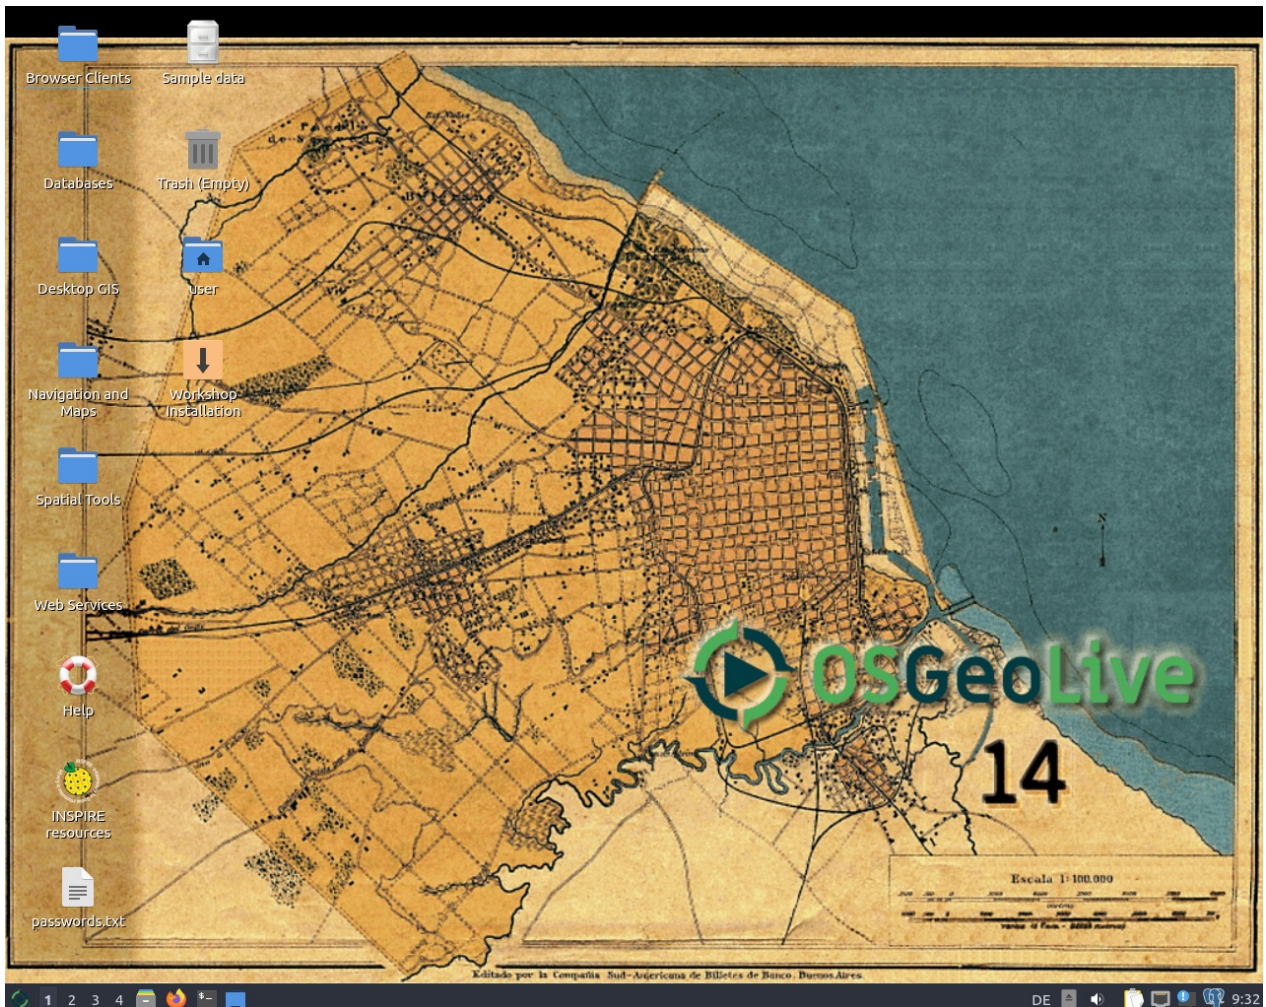 Browser Clients
Sample data
Databases
Trash (Empty)
Desktop GIS
user
Navigation and
Maps
Workshop
Installation
Spatial Tools
Web Services
Help
INSPIRE
resources
passwords.txt
OSGeoLive
14
N
Escala 1:100.000
Editado por la Compañía Sud-Americana de Billetes de Banco. Buenos Aires.
1 2 3 4
DE
9:32